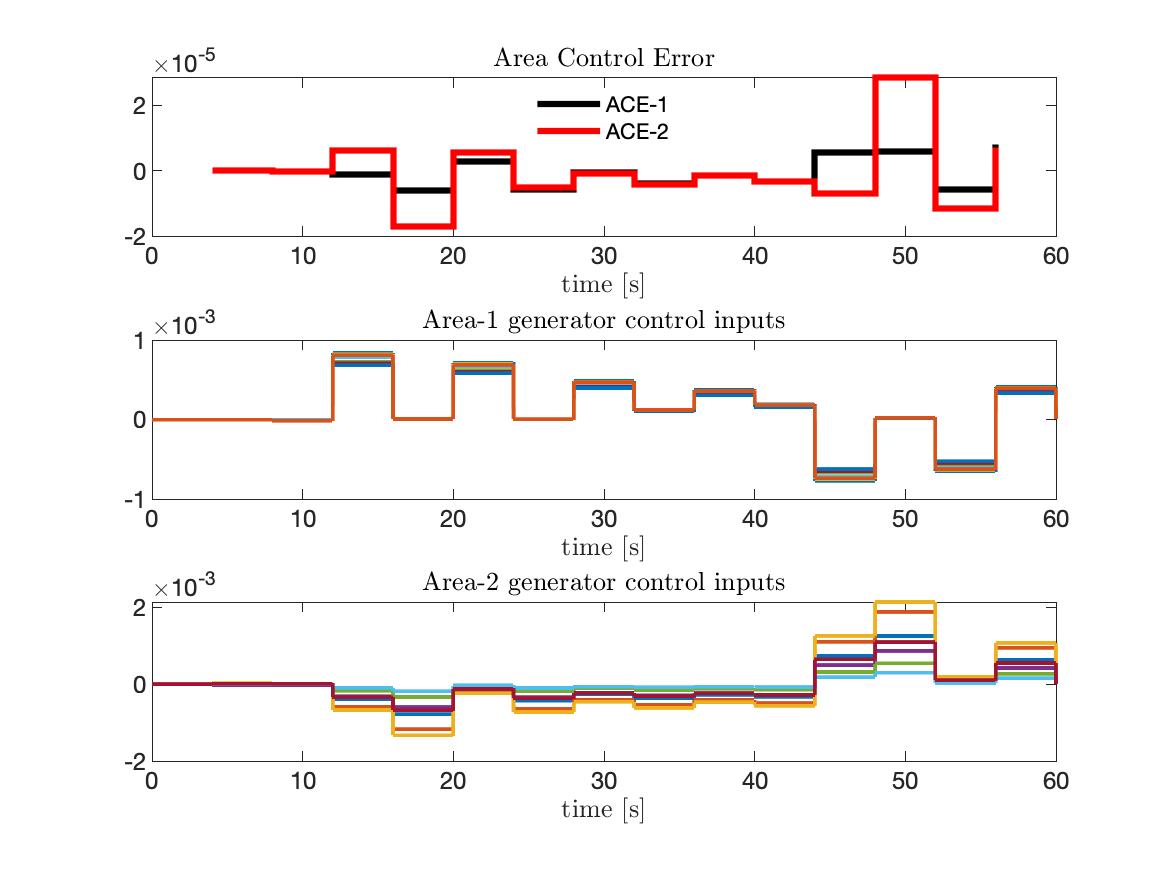 ×10-5
Area Control Error
2
0
-2
ACE-1
ACE-2
0 10 20 30 40 50 60
time [s]
×10-3
Area-1 generator control inputs
1
0
-1
0 10 20 30 40 50 60
time [s]
×10-3
Area-2 generator control inputs
2
0
-2
0 10 20 30 40 50 60
time [s]